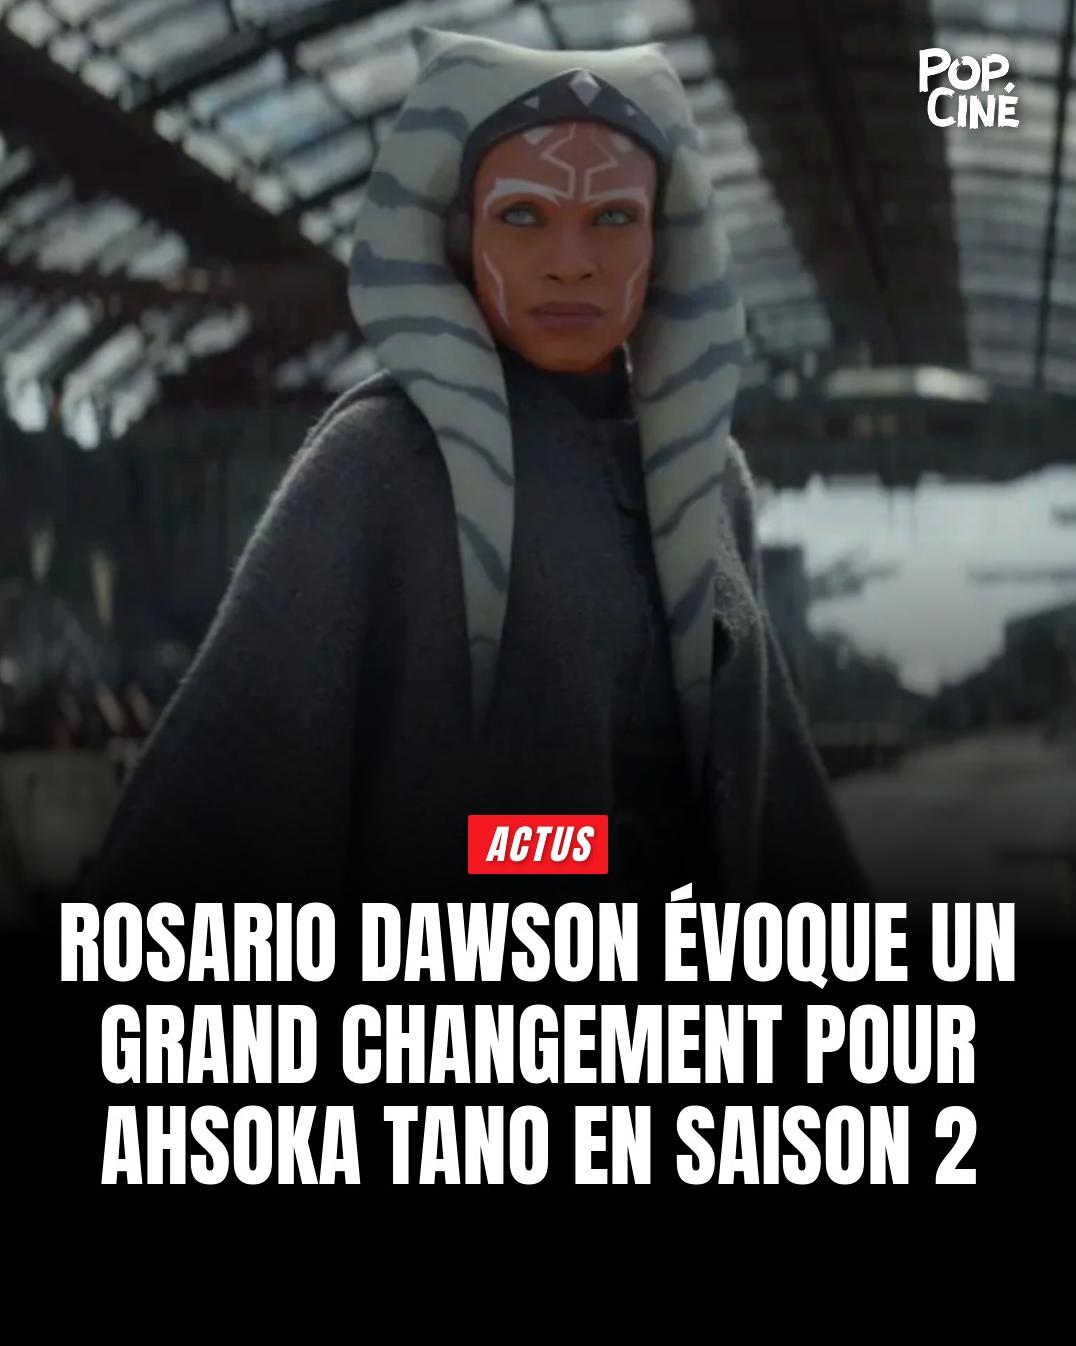 POP
CINÉ
ACTUS
ROSARIO DAWSON ÉVOQUE UN
GRAND CHANGEMENT POUR
AHSOKA TANO EN SAISON 2